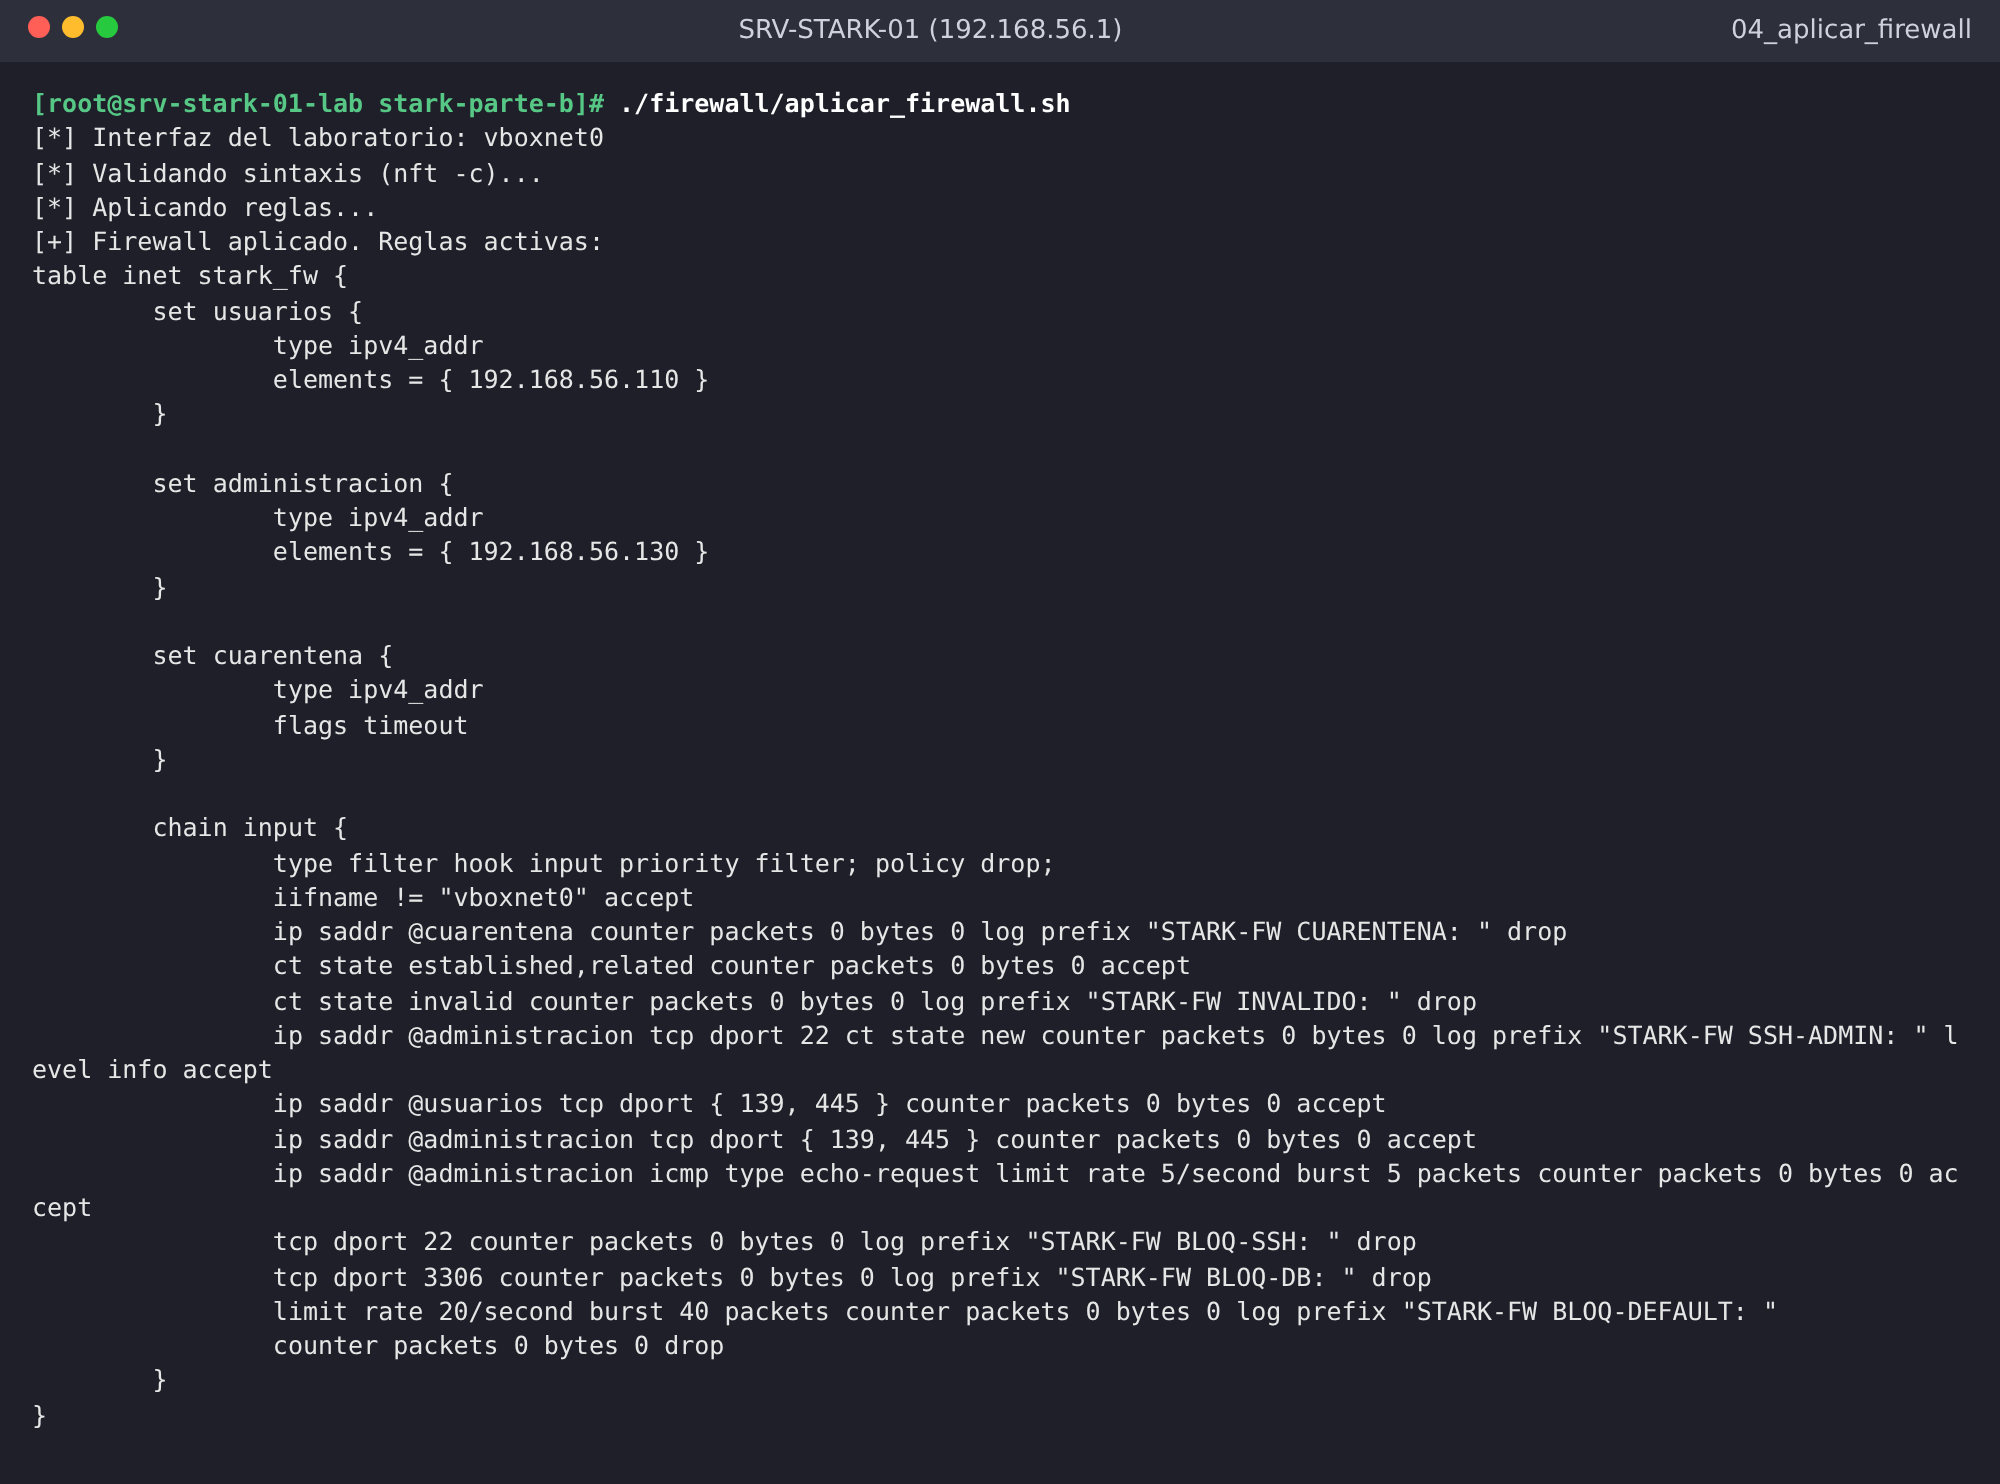 SRV-STARK-01 (192.168.56.1)
04_aplicar_firewall
[root@srv-stark-01-lab stark-parte-b]# ./firewall/aplicar_firewall.sh
[*] Interfaz del laboratorio: vboxnet0
[*] Validando sintaxis (nft -c)...
[*] Aplicando reglas...
[+] Firewall aplicado. Reglas activas:
table inet stark_fw {
        set usuarios {
                type ipv4_addr
                elements = { 192.168.56.110 }
        }

        set administracion {
                type ipv4_addr
                elements = { 192.168.56.130 }
        }

        set cuarentena {
                type ipv4_addr
                flags timeout
        }

        chain input {
                type filter hook input priority filter; policy drop;
                iifname != "vboxnet0" accept
                ip saddr @cuarentena counter packets 0 bytes 0 log prefix "STARK-FW CUARENTENA: " drop
                ct state established,related counter packets 0 bytes 0 accept
                ct state invalid counter packets 0 bytes 0 log prefix "STARK-FW INVALIDO: " drop
                ip saddr @administracion tcp dport 22 ct state new counter packets 0 bytes 0 log prefix "STARK-FW SSH-ADMIN: " l
evel info accept
                ip saddr @usuarios tcp dport { 139, 445 } counter packets 0 bytes 0 accept
                ip saddr @administracion tcp dport { 139, 445 } counter packets 0 bytes 0 accept
                ip saddr @administracion icmp type echo-request limit rate 5/second burst 5 packets counter packets 0 bytes 0 ac
cept
                tcp dport 22 counter packets 0 bytes 0 log prefix "STARK-FW BLOQ-SSH: " drop
                tcp dport 3306 counter packets 0 bytes 0 log prefix "STARK-FW BLOQ-DB: " drop
                limit rate 20/second burst 40 packets counter packets 0 bytes 0 log prefix "STARK-FW BLOQ-DEFAULT: "
                counter packets 0 bytes 0 drop
        }
}